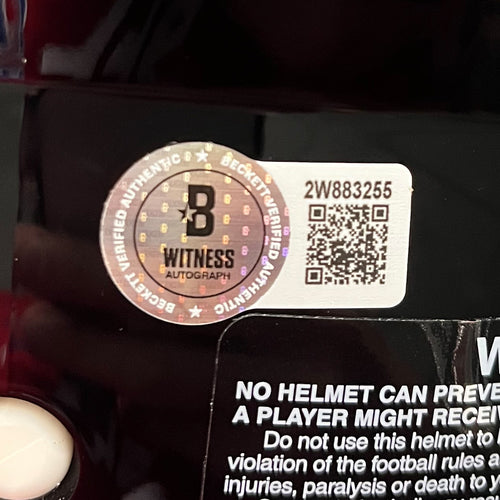 BECKETT VERIFIED AUTHENTIC ★ BECKETT VERIFIED AUTHENTIC ★
B
WITNESS
AUTOGRAPH
2W883255
W
NO HELMET CAN PREVE
A PLAYER MIGHT RECEI
Do not use this helmet to
violation of the football rules a
injuries, paralysis or death to y